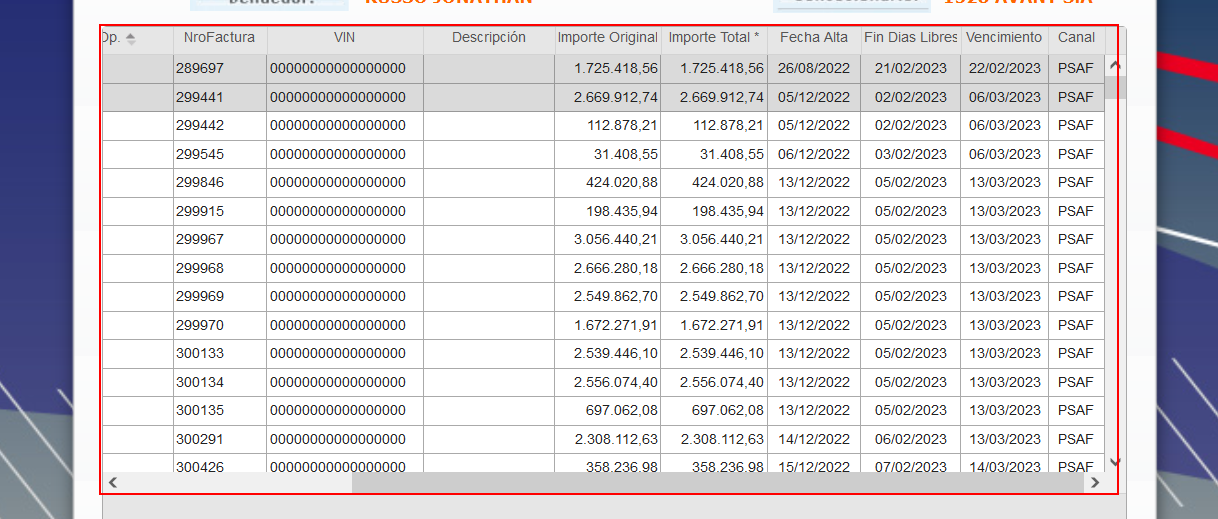 Vendedor: RUSSO JONATHAN Concesionario: 1926 AVANT SIA
Op. NroFactura VIN Descripción Importe Original Importe Total * Fecha Alta Fin Dias Libres Vencimiento Canal
289697 00000000000000000 1.725.418,56 1.725.418,56 26/08/2022 21/02/2023 22/02/2023 PSAF
299441 00000000000000000 2.669.912,74 2.669.912,74 05/12/2022 02/02/2023 06/03/2023 PSAF
299442 00000000000000000 112.878,21 112.878,21 05/12/2022 02/02/2023 06/03/2023 PSAF
299545 00000000000000000 31.408,55 31.408,55 06/12/2022 03/02/2023 06/03/2023 PSAF
299846 00000000000000000 424.020,88 424.020,88 13/12/2022 05/02/2023 13/03/2023 PSAF
299915 00000000000000000 198.435,94 198.435,94 13/12/2022 05/02/2023 13/03/2023 PSAF
299967 00000000000000000 3.056.440,21 3.056.440,21 13/12/2022 05/02/2023 13/03/2023 PSAF
299968 00000000000000000 2.666.280,18 2.666.280,18 13/12/2022 05/02/2023 13/03/2023 PSAF
299969 00000000000000000 2.549.862,70 2.549.862,70 13/12/2022 05/02/2023 13/03/2023 PSAF
299970 00000000000000000 1.672.271,91 1.672.271,91 13/12/2022 05/02/2023 13/03/2023 PSAF
300133 00000000000000000 2.539.446,10 2.539.446,10 13/12/2022 05/02/2023 13/03/2023 PSAF
300134 00000000000000000 2.556.074,40 2.556.074,40 13/12/2022 05/02/2023 13/03/2023 PSAF
300135 00000000000000000 697.062,08 697.062,08 13/12/2022 05/02/2023 13/03/2023 PSAF
300291 00000000000000000 2.308.112,63 2.308.112,63 14/12/2022 06/02/2023 13/03/2023 PSAF
300426 00000000000000000 358.236,98 358.236,98 15/12/2022 07/02/2023 14/03/2023 PSAF